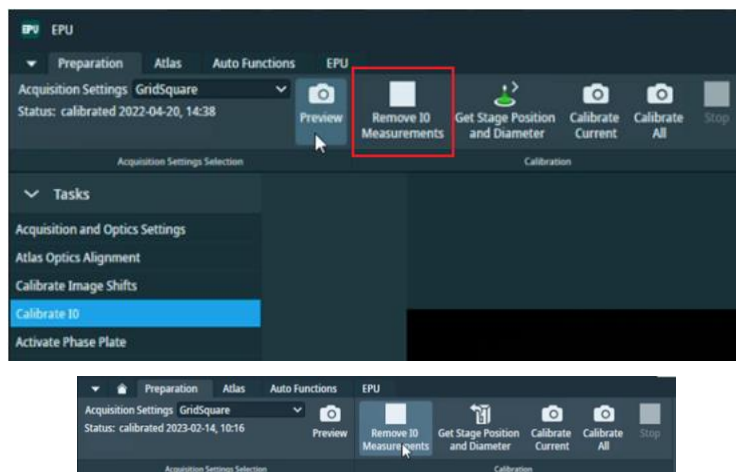 EPU EPU
Preparation Atlas Auto Functions EPU
Acquisition Settings GridSquare
Status: calibrated 2022-04-20, 14:38
Preview
Remove I0
Measurements
Get Stage Position
and Diameter
Calibrate
Current
Calibrate
All
Stop
Acquisition Settings Selection
Calibration
Tasks
Acquisition and Optics Settings
Atlas Optics Alignment
Calibrate Image Shifts
Calibrate I0
Activate Phase Plate
Preparation Atlas Auto Functions EPU
Acquisition Settings GridSquare
Status: calibrated 2023-02-14, 10:16
Preview
Remove I0
Measurements
Get Stage Position
and Diameter
Calibrate
Current
Calibrate
All
Stop
Acquisition Settings Selection
Calibration